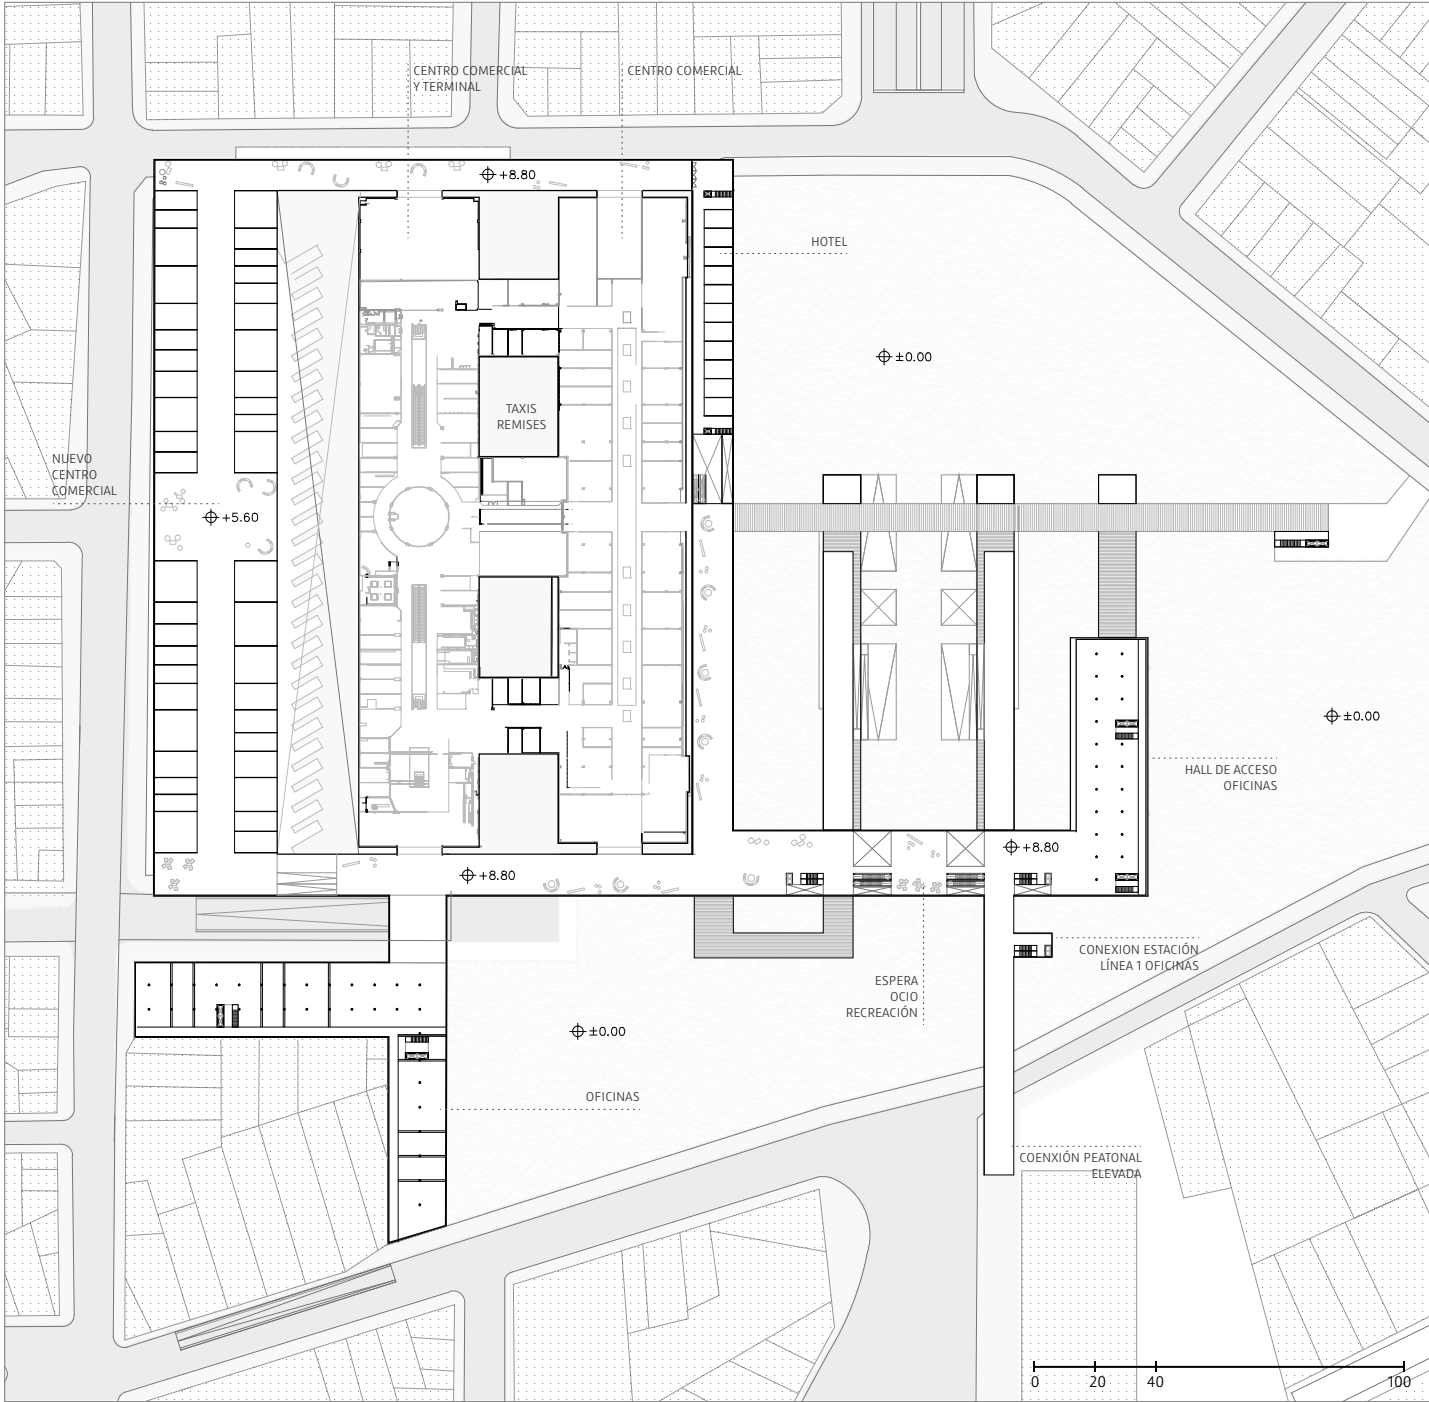 CENTRO COMERCIAL
Y TERMINAL
CENTRO COMERCIAL
+8.80
HOTEL
±0.00
TAXIS
REMISES
NUEVO
CENTRO
COMERCIAL
+5.60
±0.00
HALL DE ACCESO
OFICINAS
+8.80
+8.80
CONEXION ESTACIÓN
LÍNEA 1 OFICINAS
ESPERA
OCIO
RECREACIÓN
±0.00
OFICINAS
COENXIÓN PEATONAL
ELEVADA
0 20 40 100